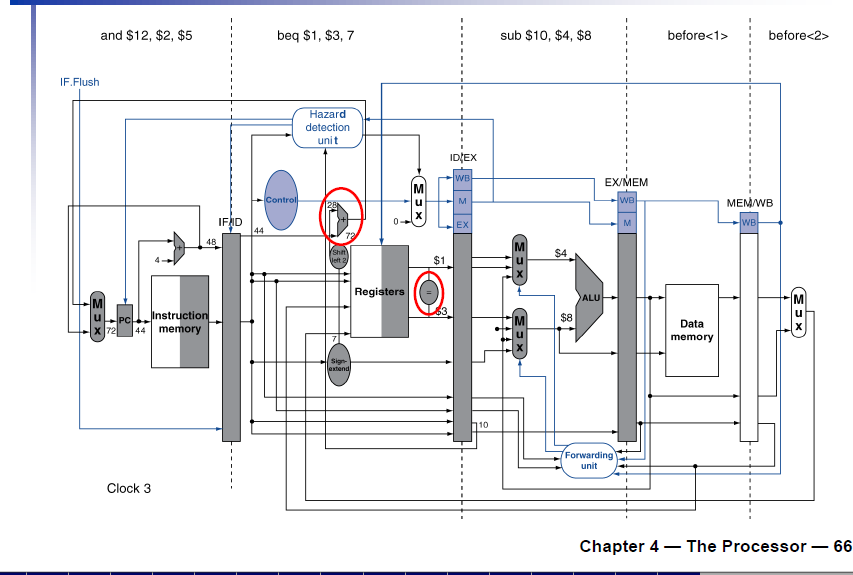 and $12, $2, $5
beq $1, $3, 7
sub $10, $4, $8
before<1>
before<2>
IF.Flush
Hazard
detection
unit
ID/EX
WB
EX/MEM
Control
M
WB
MEM/WB
28
+
M
u
x
0
EX
M
WB
IF/ID
44
72
48
+
4
Shift
left 2
$1
M
u
x
$4
M
u
x
PC
72
44
Instruction
memory
Registers
=
$3
ALU
M
u
x
$8
Data
memory
M
u
x
7
Sign-
extend
10
Forwarding
unit
Clock 3
Chapter 4 — The Processor — 66